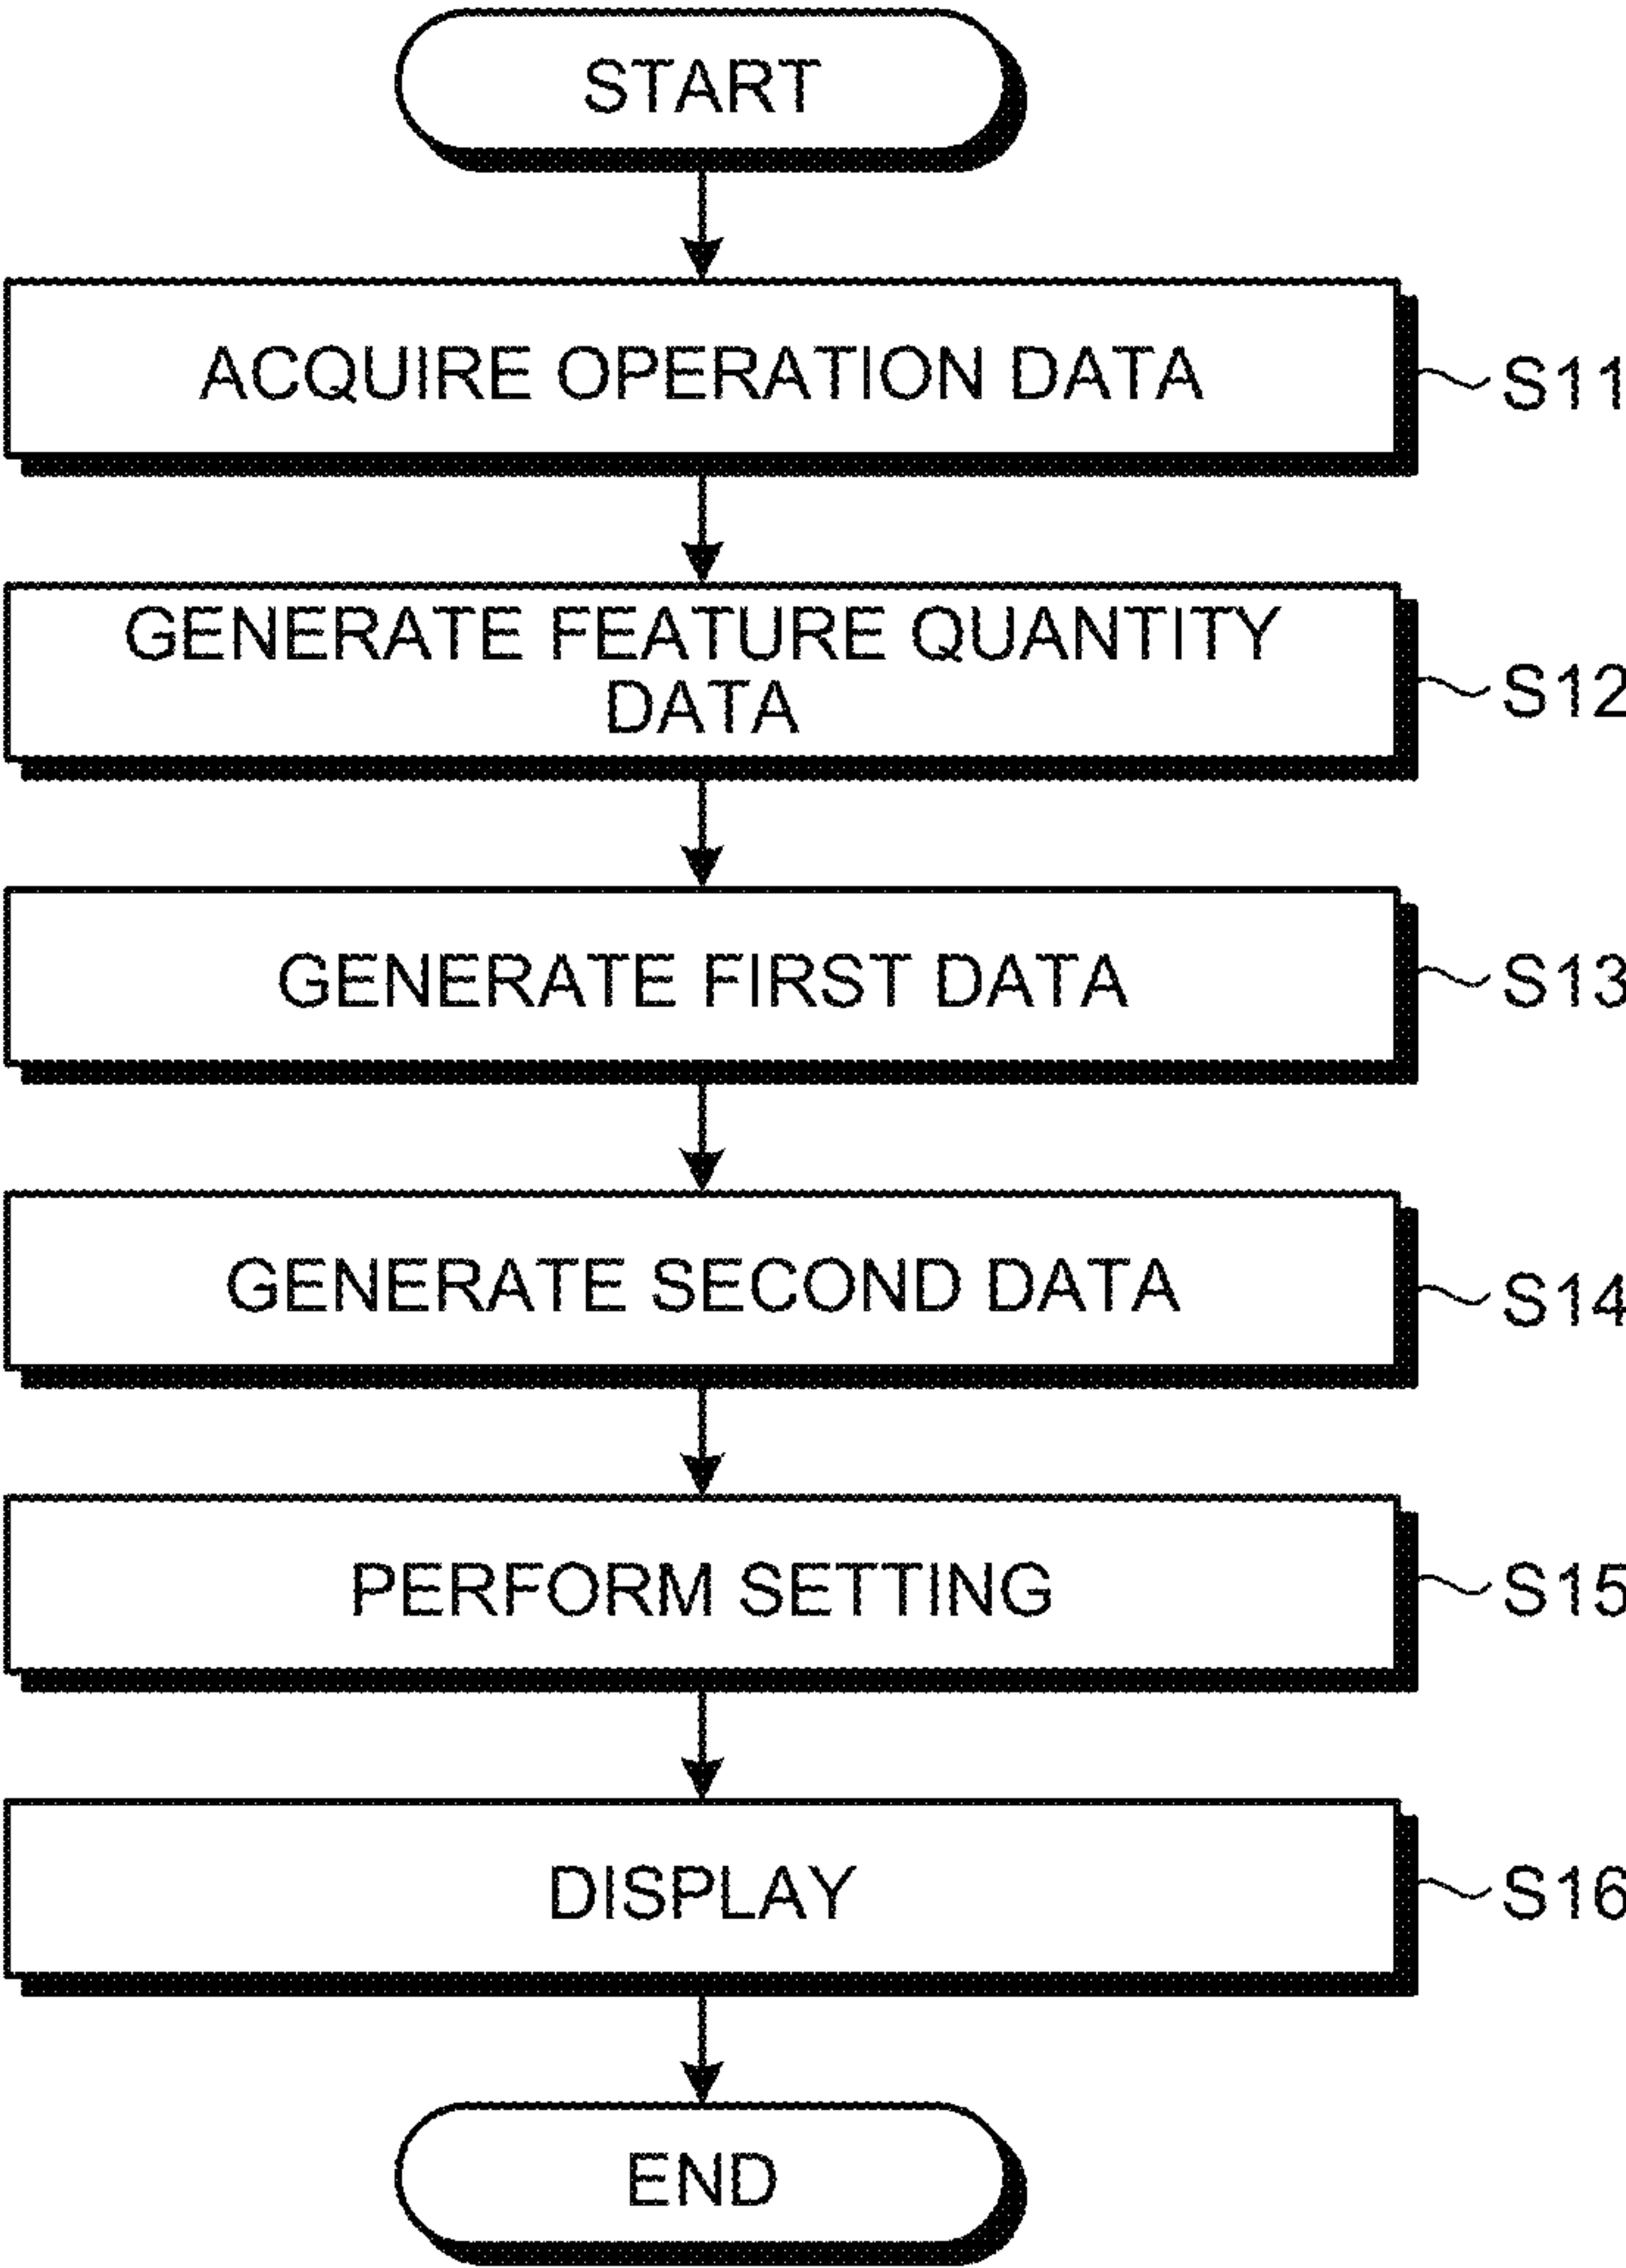 START
ACQUIRE OPERATION DATA
S11
GENERATE FEATURE QUANTITY
DATA
S12
GENERATE FIRST DATA
S13
GENERATE SECOND DATA
S14
PERFORM SETTING
S15
DISPLAY
S16
END